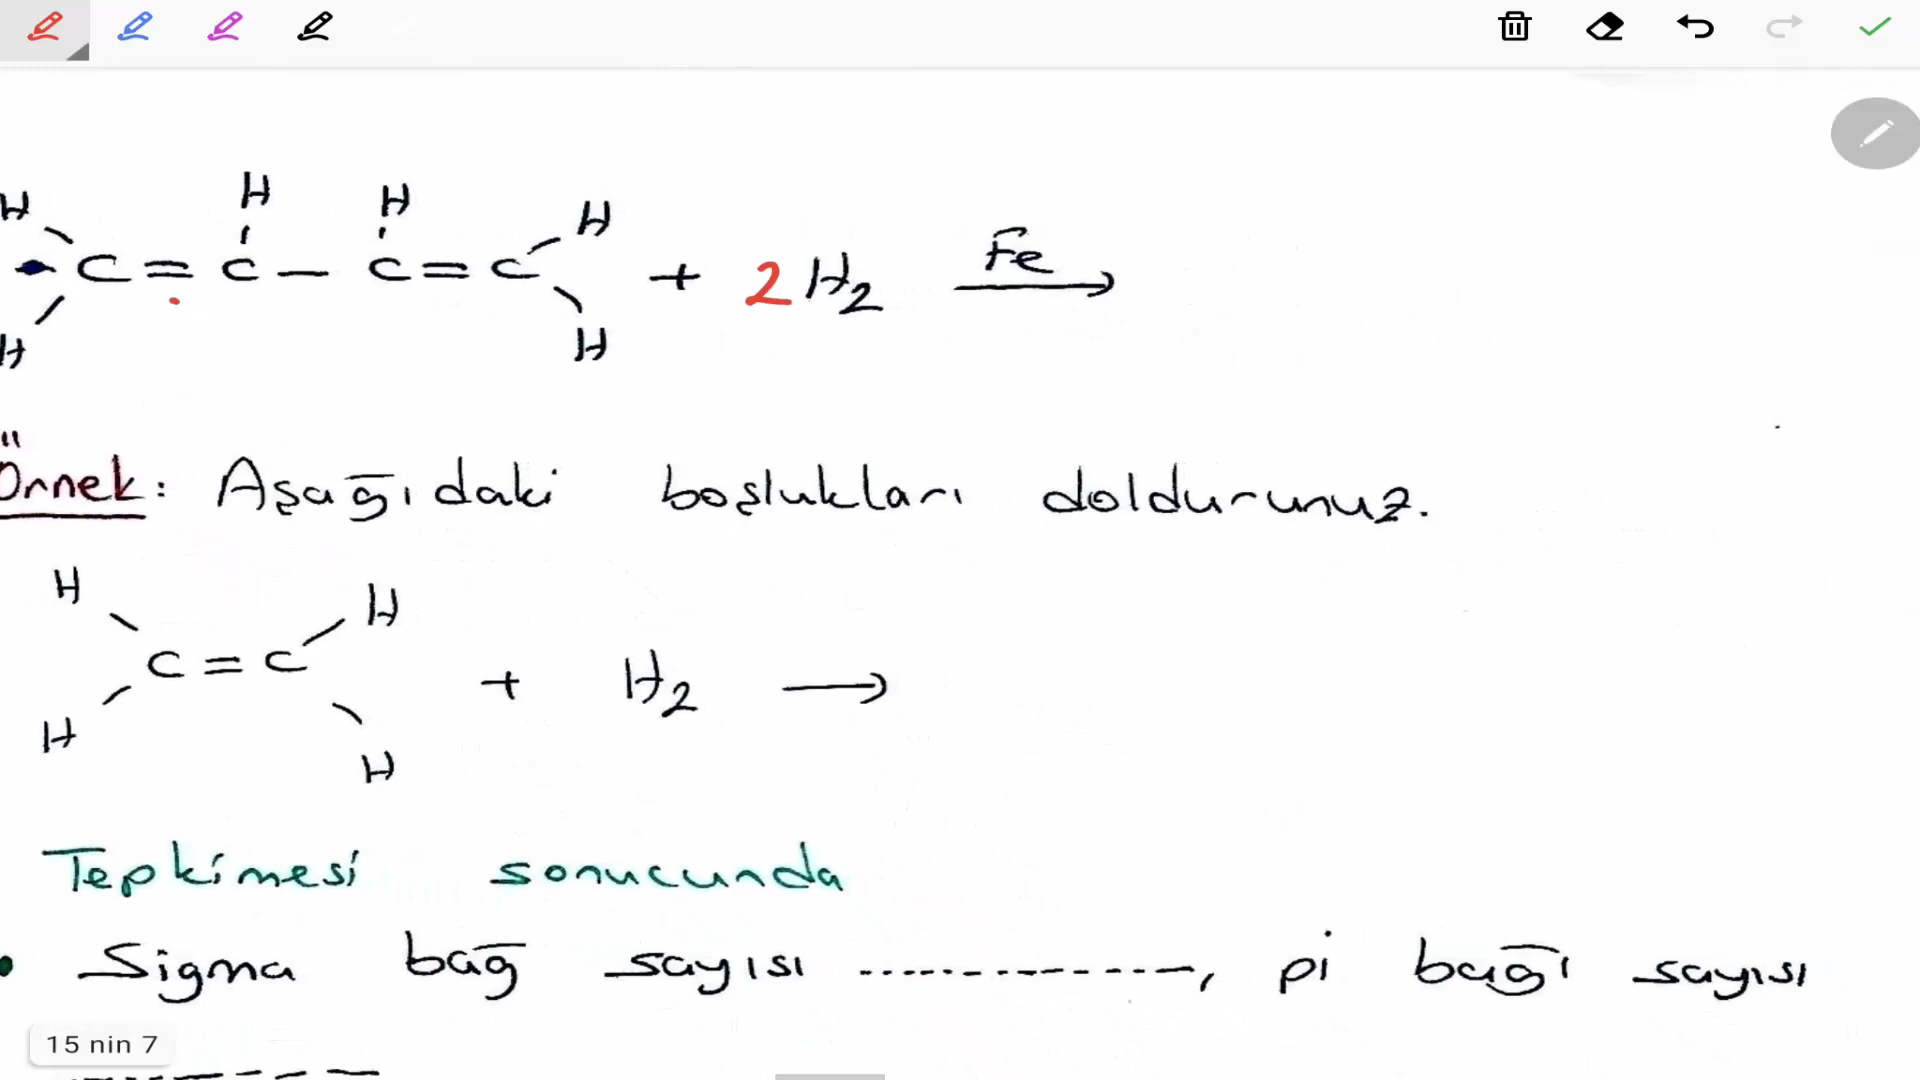 H H H H
C = C - C = C + 2 H2 Fe →
H H
Örnek: Aşağıdaki boşlukları doldurunuz.
H H
C = C + H2 →
H H
Tepkimesi sonucunda
• Sigma bağ sayısı .............., pi bağı sayısı
15 nin 7